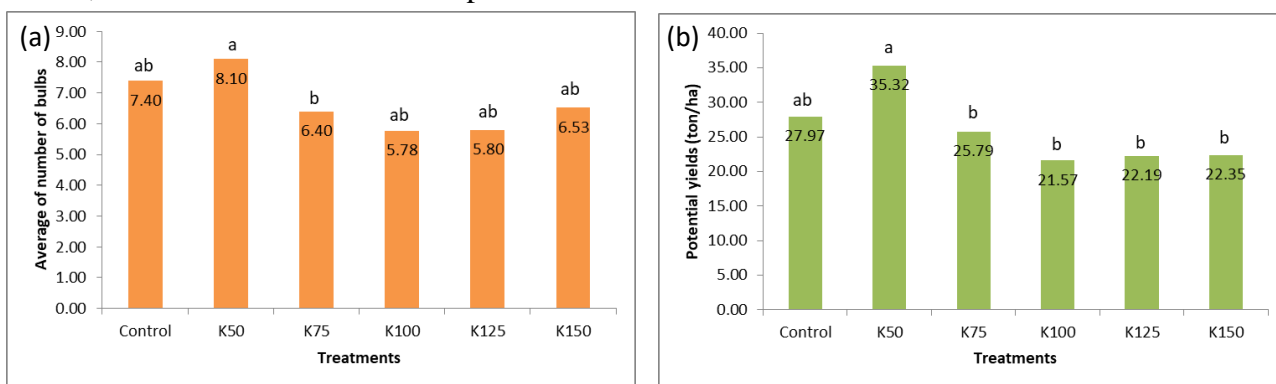 (a)
Average of number of bulbs
9.00
8.00
7.00
6.00
5.00
4.00
3.00
2.00
1.00
0.00
ab
a
b
ab
ab
ab
7.40
8.10
6.40
5.78
5.80
6.53
Control K50 K75 K100 K125 K150
Treatments
(b)
Potential yields (ton/ha)
40.00
35.00
30.00
25.00
20.00
15.00
10.00
5.00
0.00
ab
a
b
b
b
b
27.97
35.32
25.79
21.57
22.19
22.35
Control K50 K75 K100 K125 K150
Treatments